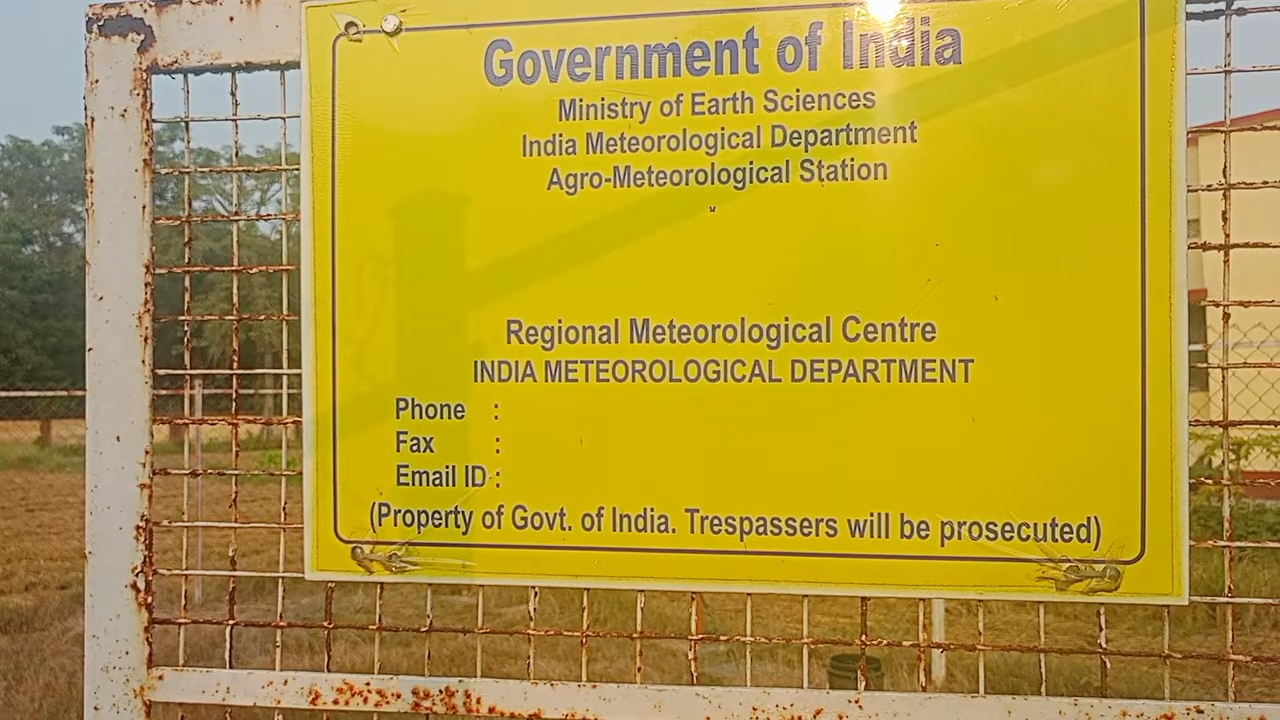 Government of India
Ministry of Earth Sciences
India Meteorological Department
Agro-Meteorological Station
Regional Meteorological Centre
INDIA METEOROLOGICAL DEPARTMENT
Phone :
Fax :
Email ID :
(Property of Govt. of India. Trespassers will be prosecuted)